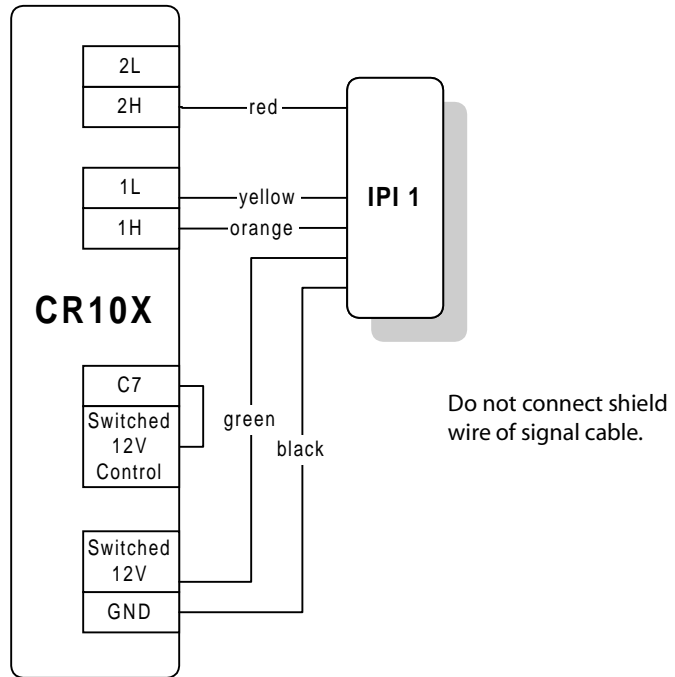 2L
2H
red
1L
yellow
1H
orange
IPI 1
CR10X
C7
Switched
12V
Control
green
black
Do not connect shield
wire of signal cable.
Switched
12V
GND